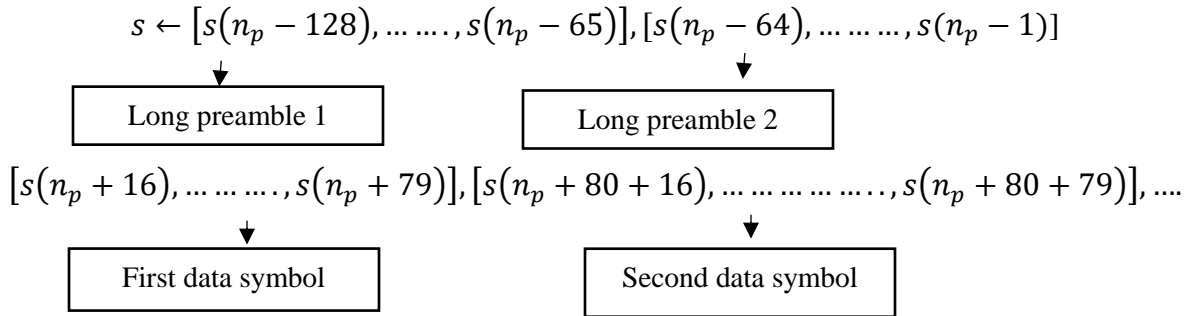 s ← [s(n_p − 128), … … . , s(n_p − 65)], [s(n_p − 64), … … … , s(n_p − 1)]
Long preamble 1 Long preamble 2
[s(n_p + 16), … … … . , s(n_p + 79)], [s(n_p + 80 + 16), … … … … … . . , s(n_p + 80 + 79)], ….
First data symbol Second data symbol